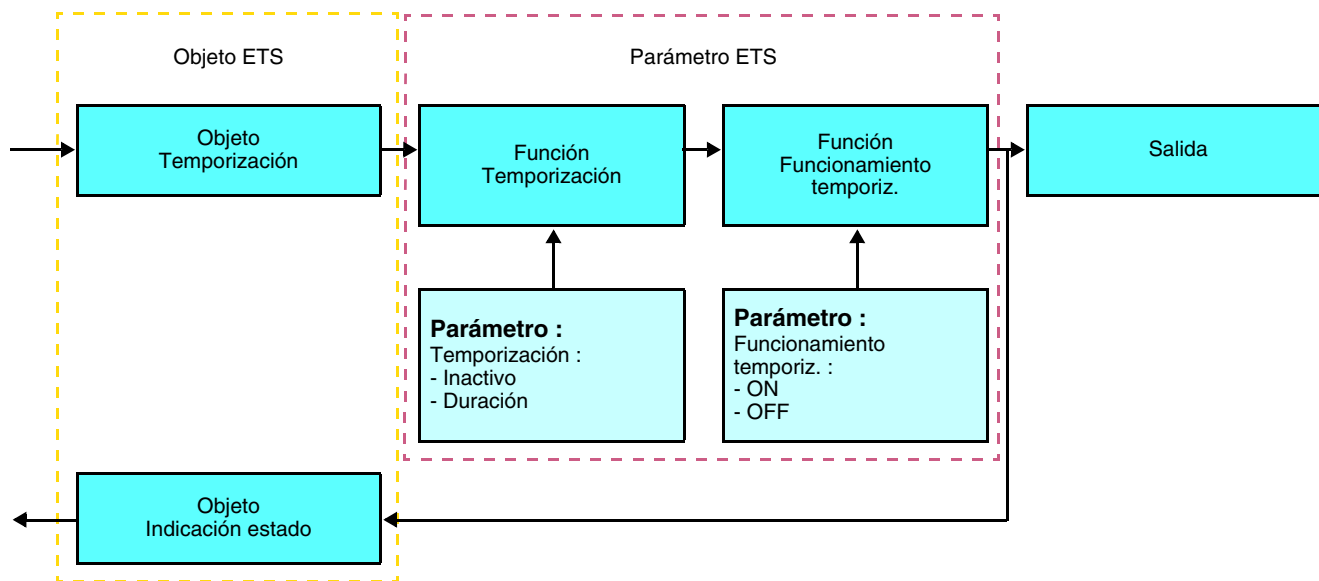 Objeto ETS
Parámetro ETS
Objeto
Temporización
Función
Temporización
Función
Funcionamiento
temporiz.
Salida
Parámetro :
Temporización :
- Inactivo
- Duración
Parámetro :
Funcionamiento
temporiz. :
- ON
- OFF
Objeto
Indicación estado